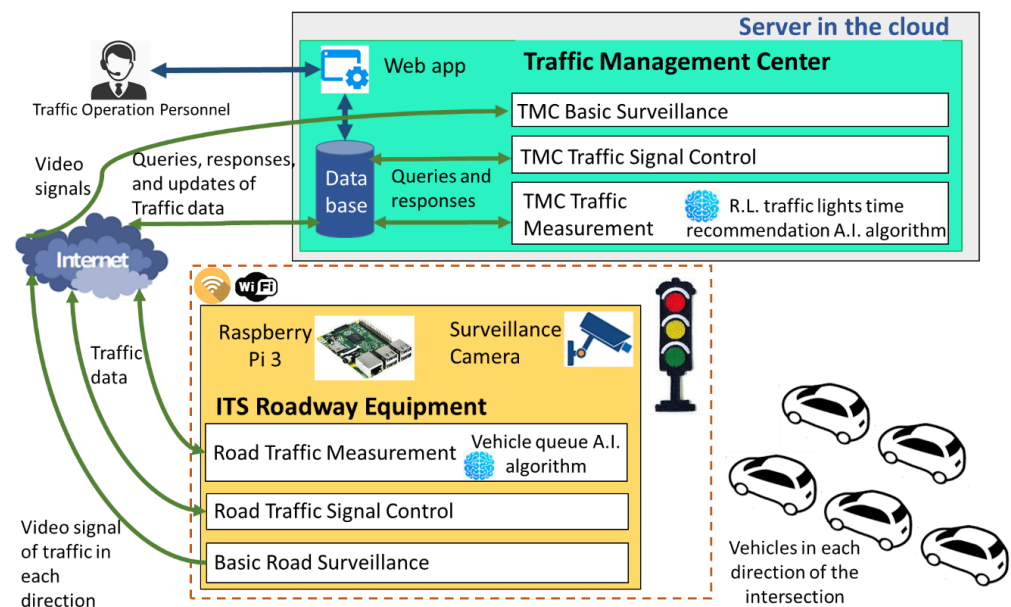 Server in the cloud
Traffic Management Center
Web app
Traffic Operation Personnel
TMC Basic Surveillance
Video
signals
Queries, responses,
and updates of
Traffic data
Data
base
Queries and
responses
TMC Traffic Signal Control
TMC Traffic
Measurement
R.L. traffic lights time
recommendation A.I. algorithm
Internet
WiFi
Raspberry
Pi 3
Surveillance
Camera
Traffic
data
ITS Roadway Equipment
Road Traffic Measurement
Vehicle queue A.I.
algorithm
Road Traffic Signal Control
Basic Road Surveillance
Video signal
of traffic in
each
direction
Vehicles in each
direction of the
intersection